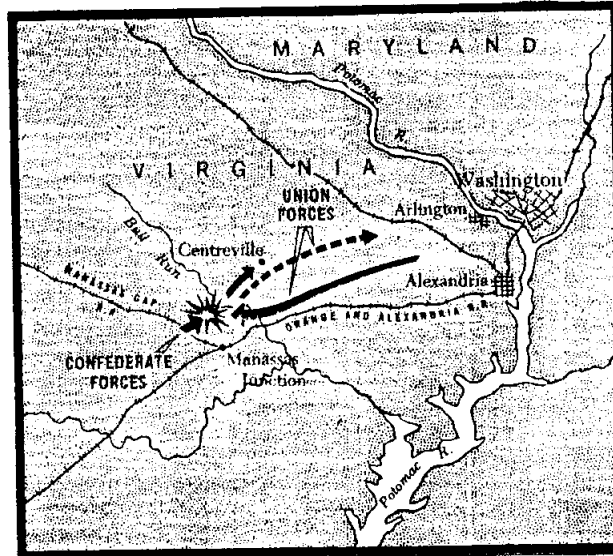 MARYLAND
Potomac R.
VIRGINIA
Washington
UNION
FORCES
Arlington
Bull Run
Centreville
Alexandria
MANASSAS GAP
R.R.
ORANGE AND ALEXANDRIA R.R.
CONFEDERATE
FORCES
Manassas
Junction
Potomac R.